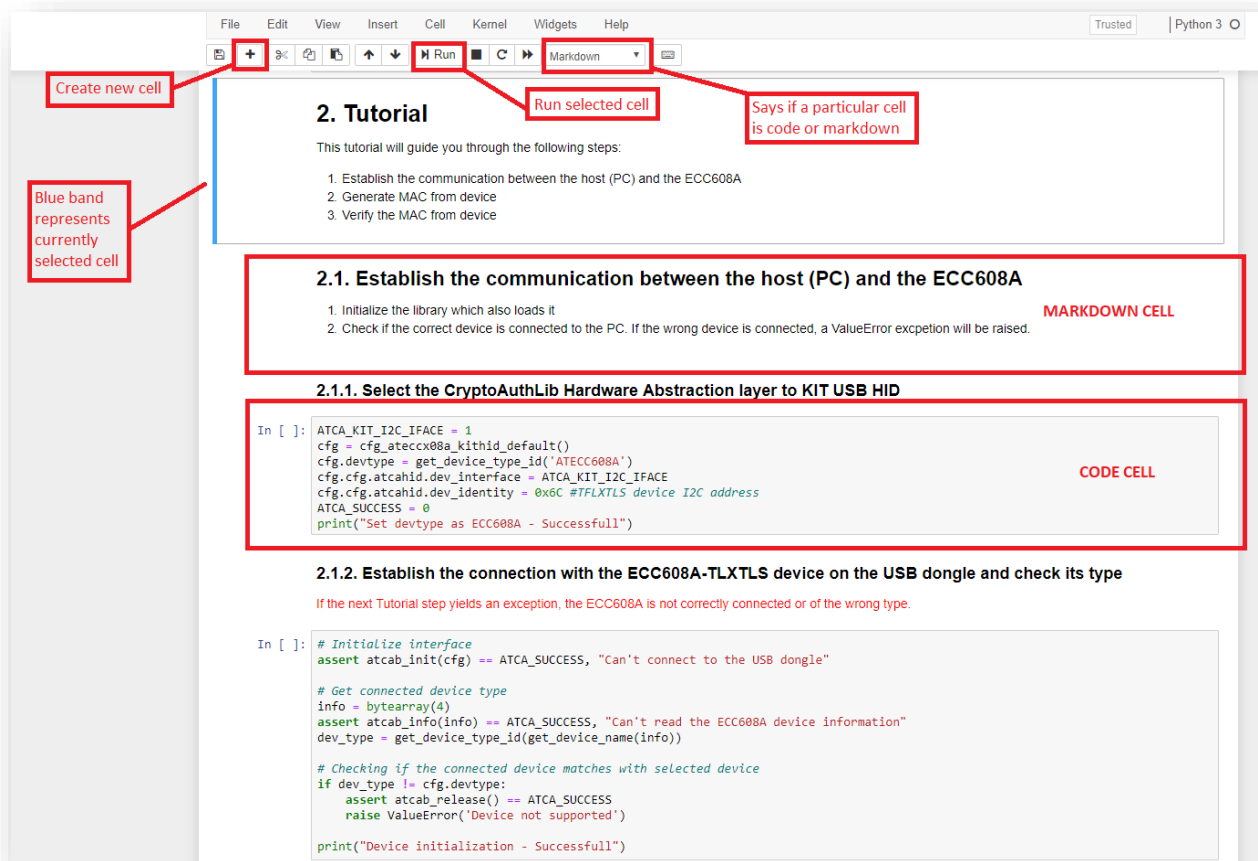 File Edit View Insert Cell Kernel Widgets Help Trusted Python 3
Run Markdown
Create new cell
Run selected cell
Says if a particular cell
is code or markdown
Blue band
represents
currently
selected cell
2. Tutorial
This tutorial will guide you through the following steps:
1. Establish the communication between the host (PC) and the ECC608A
2. Generate MAC from device
3. Verify the MAC from device
2.1. Establish the communication between the host (PC) and the ECC608A
1. Initialize the library which also loads it
2. Check if the correct device is connected to the PC. If the wrong device is connected, a ValueError excpetion will be raised.
MARKDOWN CELL
2.1.1. Select the CryptoAuthLib Hardware Abstraction layer to KIT USB HID
In [ ]: ATCA_KIT_I2C_IFACE = 1
cfg = cfg_ateccx08a_kithid_default()
cfg.devtype = get_device_type_id('ATECC608A')
cfg.cfg.atcahid.dev_interface = ATCA_KIT_I2C_IFACE
cfg.cfg.atcahid.dev_identity = 0x6C #TFLXTLS device I2C address
ATCA_SUCCESS = 0
print("Set devtype as ECC608A - Successfull")
CODE CELL
2.1.2. Establish the connection with the ECC608A-TLXTLS device on the USB dongle and check its type
If the next Tutorial step yields an exception, the ECC608A is not correctly connected or of the wrong type.
In [ ]: # Initialize interface
assert atcab_init(cfg) == ATCA_SUCCESS, "Can't connect to the USB dongle"
# Get connected device type
info = bytearray(4)
assert atcab_info(info) == ATCA_SUCCESS, "Can't read the ECC608A device information"
dev_type = get_device_type_id(get_device_name(info))
# Checking if the connected device matches with selected device
if dev_type != cfg.devtype:
    assert atcab_release() == ATCA_SUCCESS
    raise ValueError('Device not supported')
print("Device initialization - Successfull")